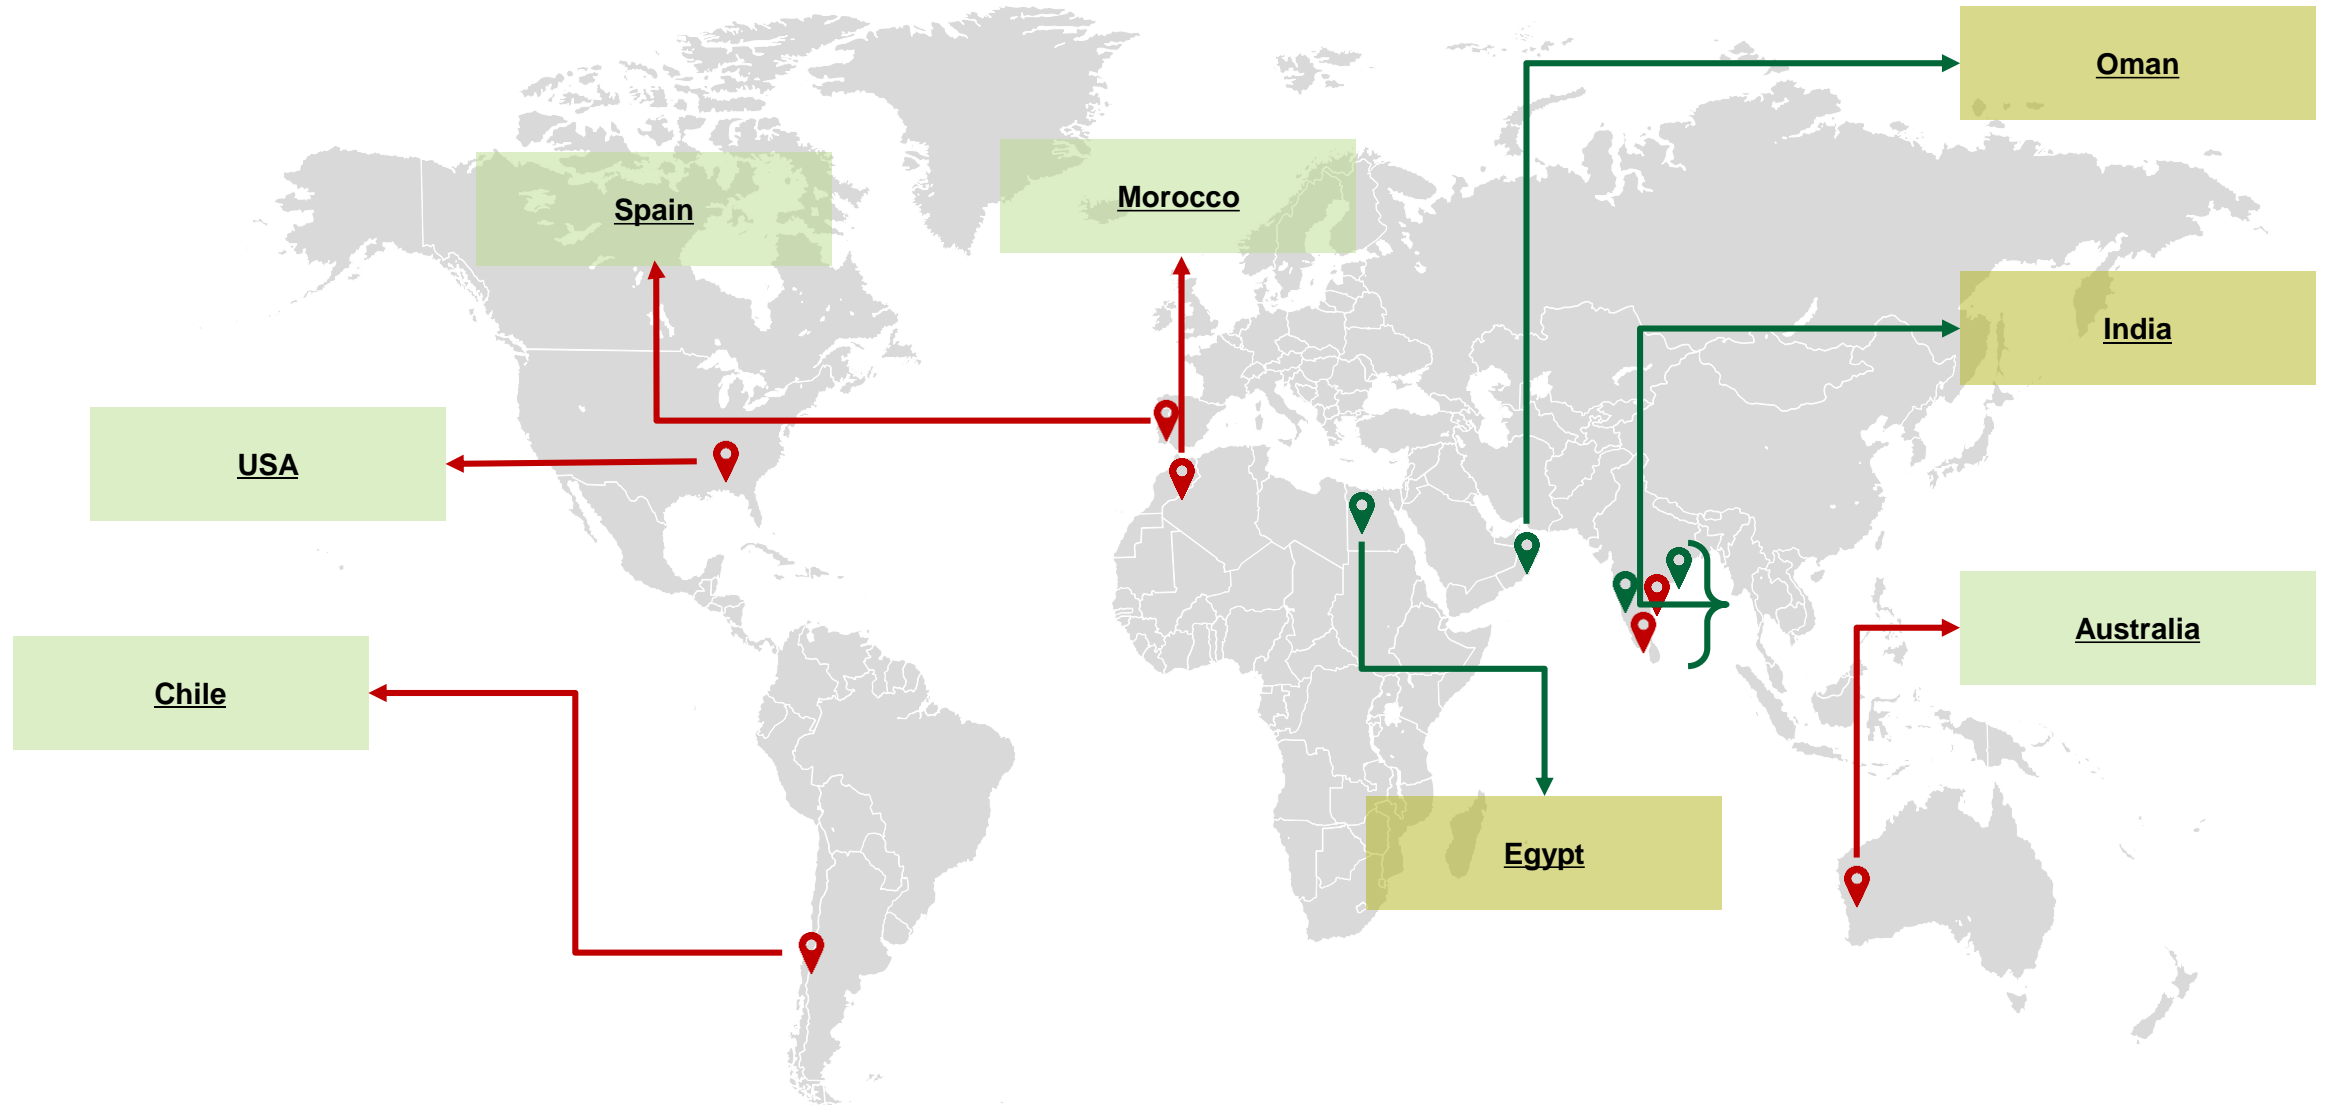 Oman
Spain
Morocco
India
USA
Australia
Chile
Egypt